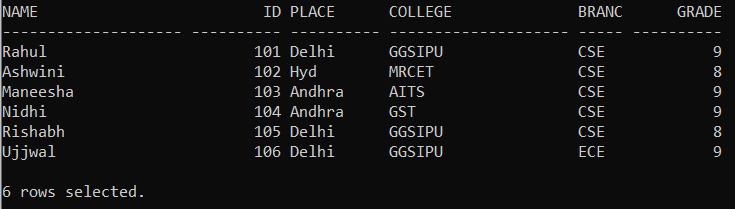 NAME                         ID PLACE      COLLEGE              BRANC      GRADE
-------------------- ---------- ---------- -------------------- ----- ----------
Rahul                       101 Delhi      GGSIPU               CSE            9
Ashwini                     102 Hyd        MRCET                CSE            8
Maneesha                    103 Andhra     AITS                 CSE            9
Nidhi                       104 Andhra     GST                  CSE            9
Rishabh                     105 Delhi      GGSIPU               CSE            8
Ujjwal                      106 Delhi      GGSIPU               ECE            9
6 rows selected.